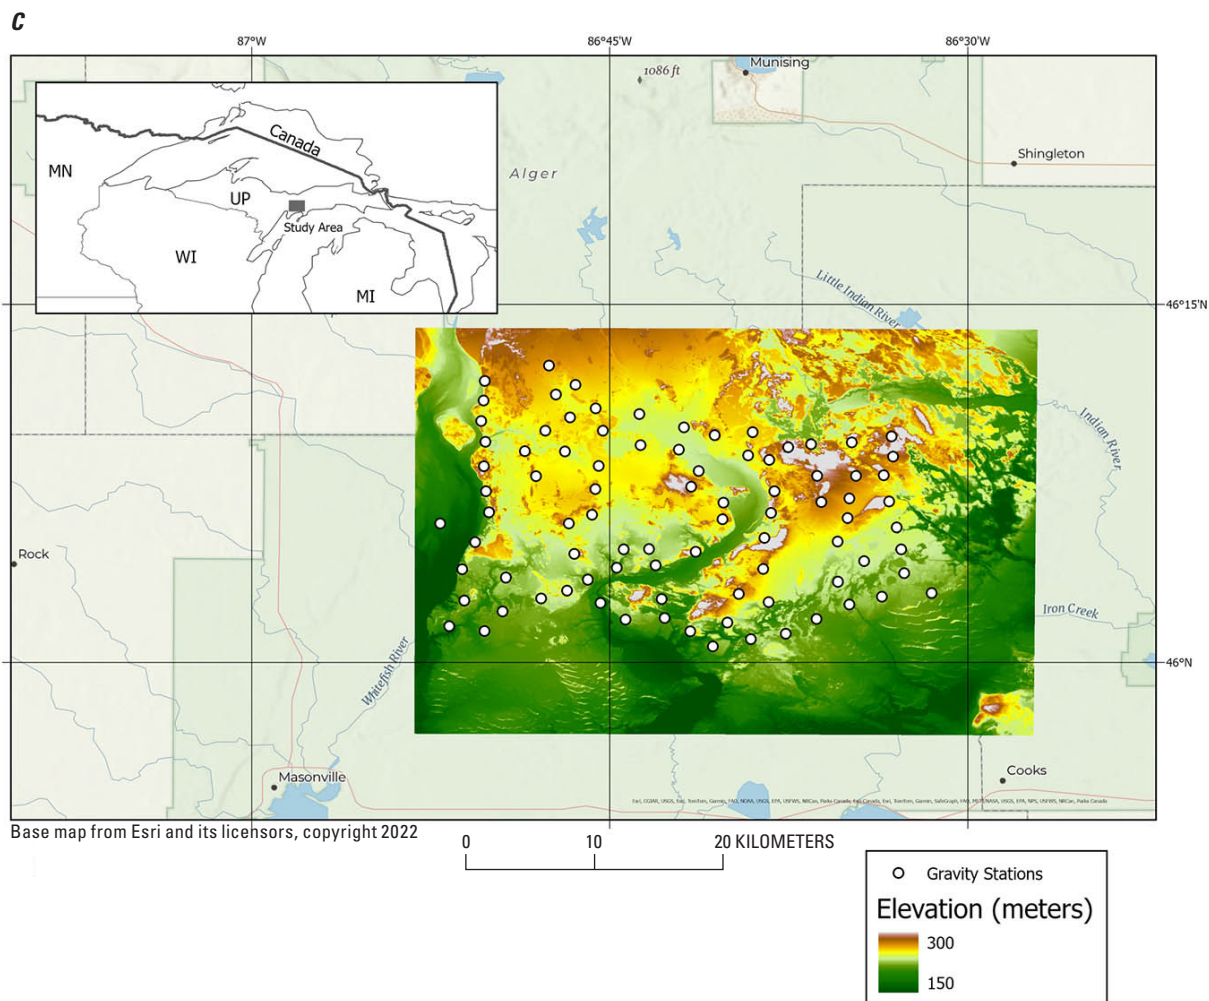 C
87°W
86°45'W
86°30'W
Munising
1086 ft
Shingleton
Alger
Canada
MN
UP
Study Area
WI
MI
Little Indian River
46°15'N
Indian River
Rock
Iron Creek
Whitefish River
46°N
Masonville
Cooks
Base map from Esri and its licensors, copyright 2022
0
10
20 KILOMETERS
Gravity Stations
Elevation (meters)
300
150